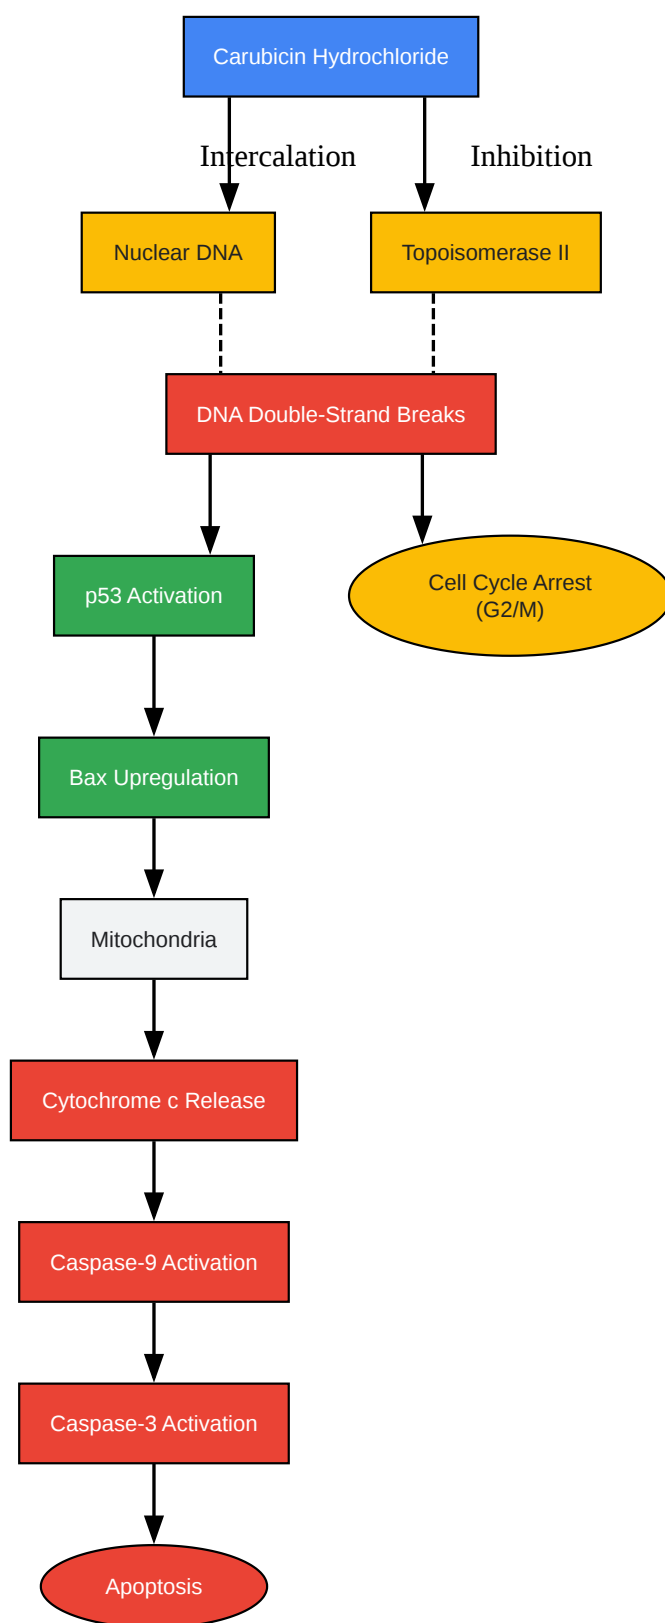 Carubicin Hydrochloride
Intercalation
Inhibition
Nuclear DNA
Topoisomerase II
DNA Double-Strand Breaks
p53 Activation
Cell Cycle Arrest
(G2/M)
Bax Upregulation
Mitochondria
Cytochrome c Release
Caspase-9 Activation
Caspase-3 Activation
Apoptosis